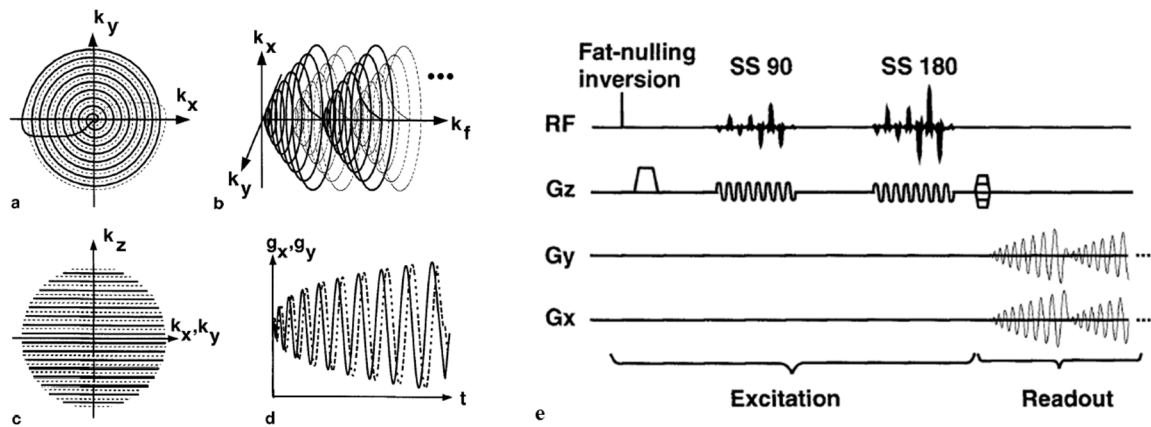 k y
k x
a
k x
k y
k f
•••
b
k z
k x,k y
c
g x,g y
t
d
Fat-nulling
inversion
SS 90
SS 180
RF
Gz
Gy
...
Gx
...
Excitation
Readout
e